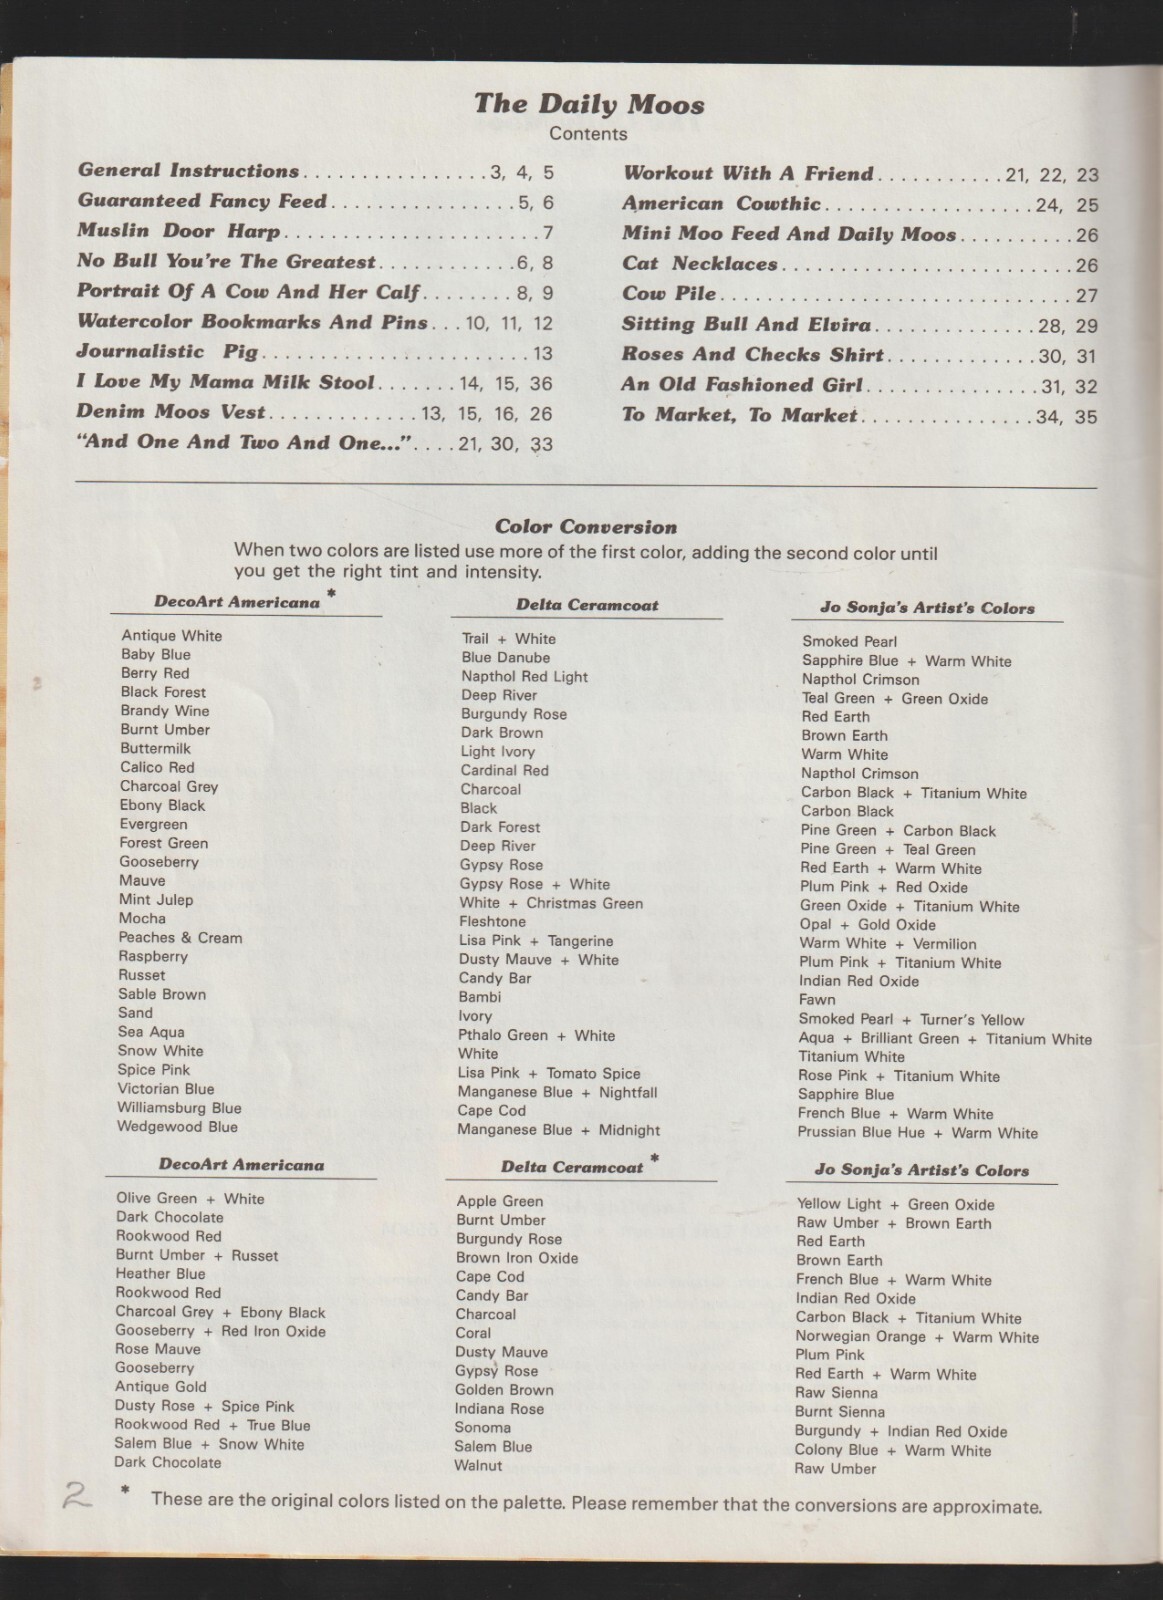 The Daily Moos
Contents
General Instructions................3, 4, 5
Guaranteed Fancy Feed................5, 6
Muslin Door Harp.......................7
No Bull You're The Greatest............6, 8
Portrait Of A Cow And Her Calf........8, 9
Watercolor Bookmarks And Pins...10, 11, 12
Journalistic Pig........................13
I Love My Mama Milk Stool.......14, 15, 36
Denim Moos Vest.............13, 15, 16, 26
"And One And Two And One..."....21, 30, 33
Workout With A Friend...........21, 22, 23
American Cowthic...................24, 25
Mini Moo Feed And Daily Moos..........26
Cat Necklaces..........................26
Cow Pile................................27
Sitting Bull And Elvira...............28, 29
Roses And Checks Shirt.............30, 31
An Old Fashioned Girl................31, 32
To Market, To Market................34, 35
Color Conversion
When two colors are listed use more of the first color, adding the second color until
you get the right tint and intensity.
DecoArt Americana *
Antique White
Baby Blue
Berry Red
Black Forest
Brandy Wine
Burnt Umber
Buttermilk
Calico Red
Charcoal Grey
Ebony Black
Evergreen
Forest Green
Gooseberry
Mauve
Mint Julep
Mocha
Peaches & Cream
Raspberry
Russet
Sable Brown
Sand
Sea Aqua
Snow White
Spice Pink
Victorian Blue
Williamsburg Blue
Wedgewood Blue
Delta Ceramcoat
Trail + White
Blue Danube
Napthol Red Light
Deep River
Burgundy Rose
Dark Brown
Light Ivory
Cardinal Red
Charcoal
Black
Dark Forest
Deep River
Gypsy Rose
Gypsy Rose + White
White + Christmas Green
Fleshtone
Lisa Pink + Tangerine
Dusty Mauve + White
Candy Bar
Bambi
Ivory
Pthalo Green + White
White
Lisa Pink + Tomato Spice
Manganese Blue + Nightfall
Cape Cod
Manganese Blue + Midnight
Jo Sonja's Artist's Colors
Smoked Pearl
Sapphire Blue + Warm White
Napthol Crimson
Teal Green + Green Oxide
Red Earth
Brown Earth
Warm White
Napthol Crimson
Carbon Black + Titanium White
Carbon Black
Pine Green + Carbon Black
Pine Green + Teal Green
Red Earth + Warm White
Plum Pink + Red Oxide
Green Oxide + Titanium White
Opal + Gold Oxide
Warm White + Vermilion
Plum Pink + Titanium White
Indian Red Oxide
Fawn
Smoked Pearl + Turner's Yellow
Aqua + Brilliant Green + Titanium White
Titanium White
Rose Pink + Titanium White
Sapphire Blue
French Blue + Warm White
Prussian Blue Hue + Warm White
DecoArt Americana
Olive Green + White
Dark Chocolate
Rookwood Red
Burnt Umber + Russet
Heather Blue
Rookwood Red
Charcoal Grey + Ebony Black
Gooseberry + Red Iron Oxide
Rose Mauve
Gooseberry
Antique Gold
Dusty Rose + Spice Pink
Rookwood Red + True Blue
Salem Blue + Snow White
Dark Chocolate
Delta Ceramcoat *
Apple Green
Burnt Umber
Burgundy Rose
Brown Iron Oxide
Cape Cod
Candy Bar
Charcoal
Coral
Dusty Mauve
Gypsy Rose
Golden Brown
Indiana Rose
Sonoma
Salem Blue
Walnut
Jo Sonja's Artist's Colors
Yellow Light + Green Oxide
Raw Umber + Brown Earth
Red Earth
Brown Earth
French Blue + Warm White
Indian Red Oxide
Carbon Black + Titanium White
Norwegian Orange + Warm White
Plum Pink
Red Earth + Warm White
Raw Sienna
Burnt Sienna
Burgundy + Indian Red Oxide
Colony Blue + Warm White
Raw Umber
2 * These are the original colors listed on the palette. Please remember that the conversions are approximate.